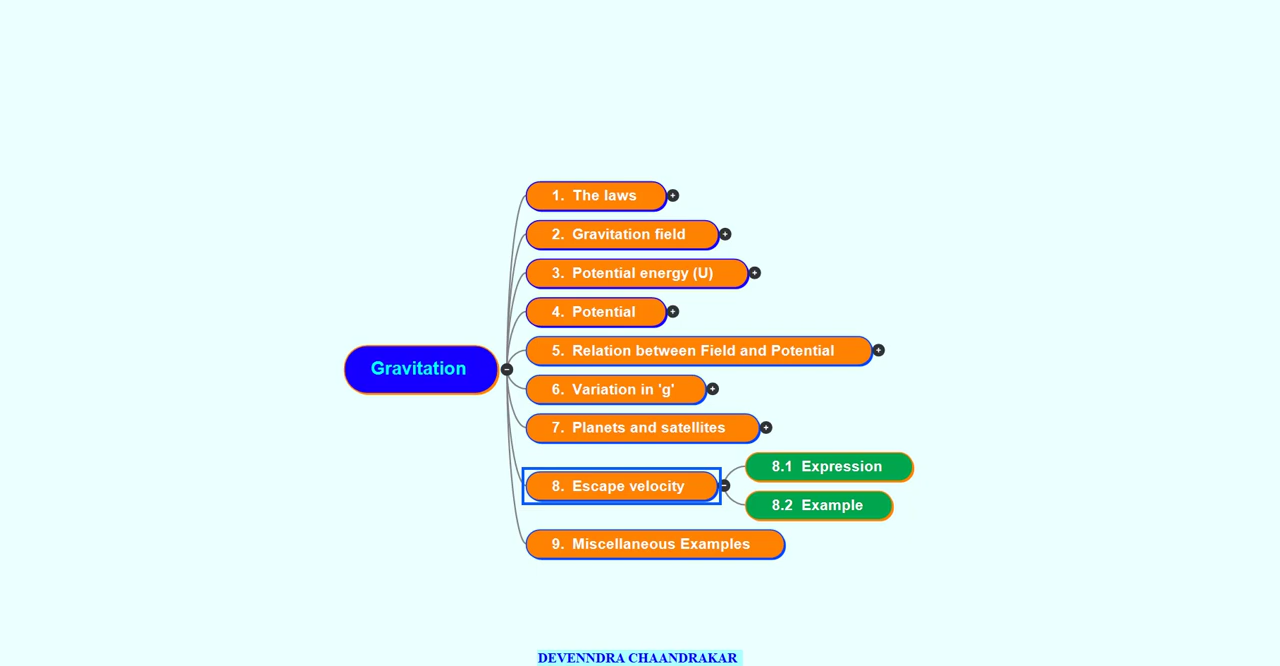 1. The laws
2. Gravitation field
3. Potential energy (U)
4. Potential
5. Relation between Field and Potential
Gravitation
6. Variation in 'g'
7. Planets and satellites
8. Escape velocity
8.1 Expression
8.2 Example
9. Miscellaneous Examples
DEVENNDRA CHAANDRAKAR